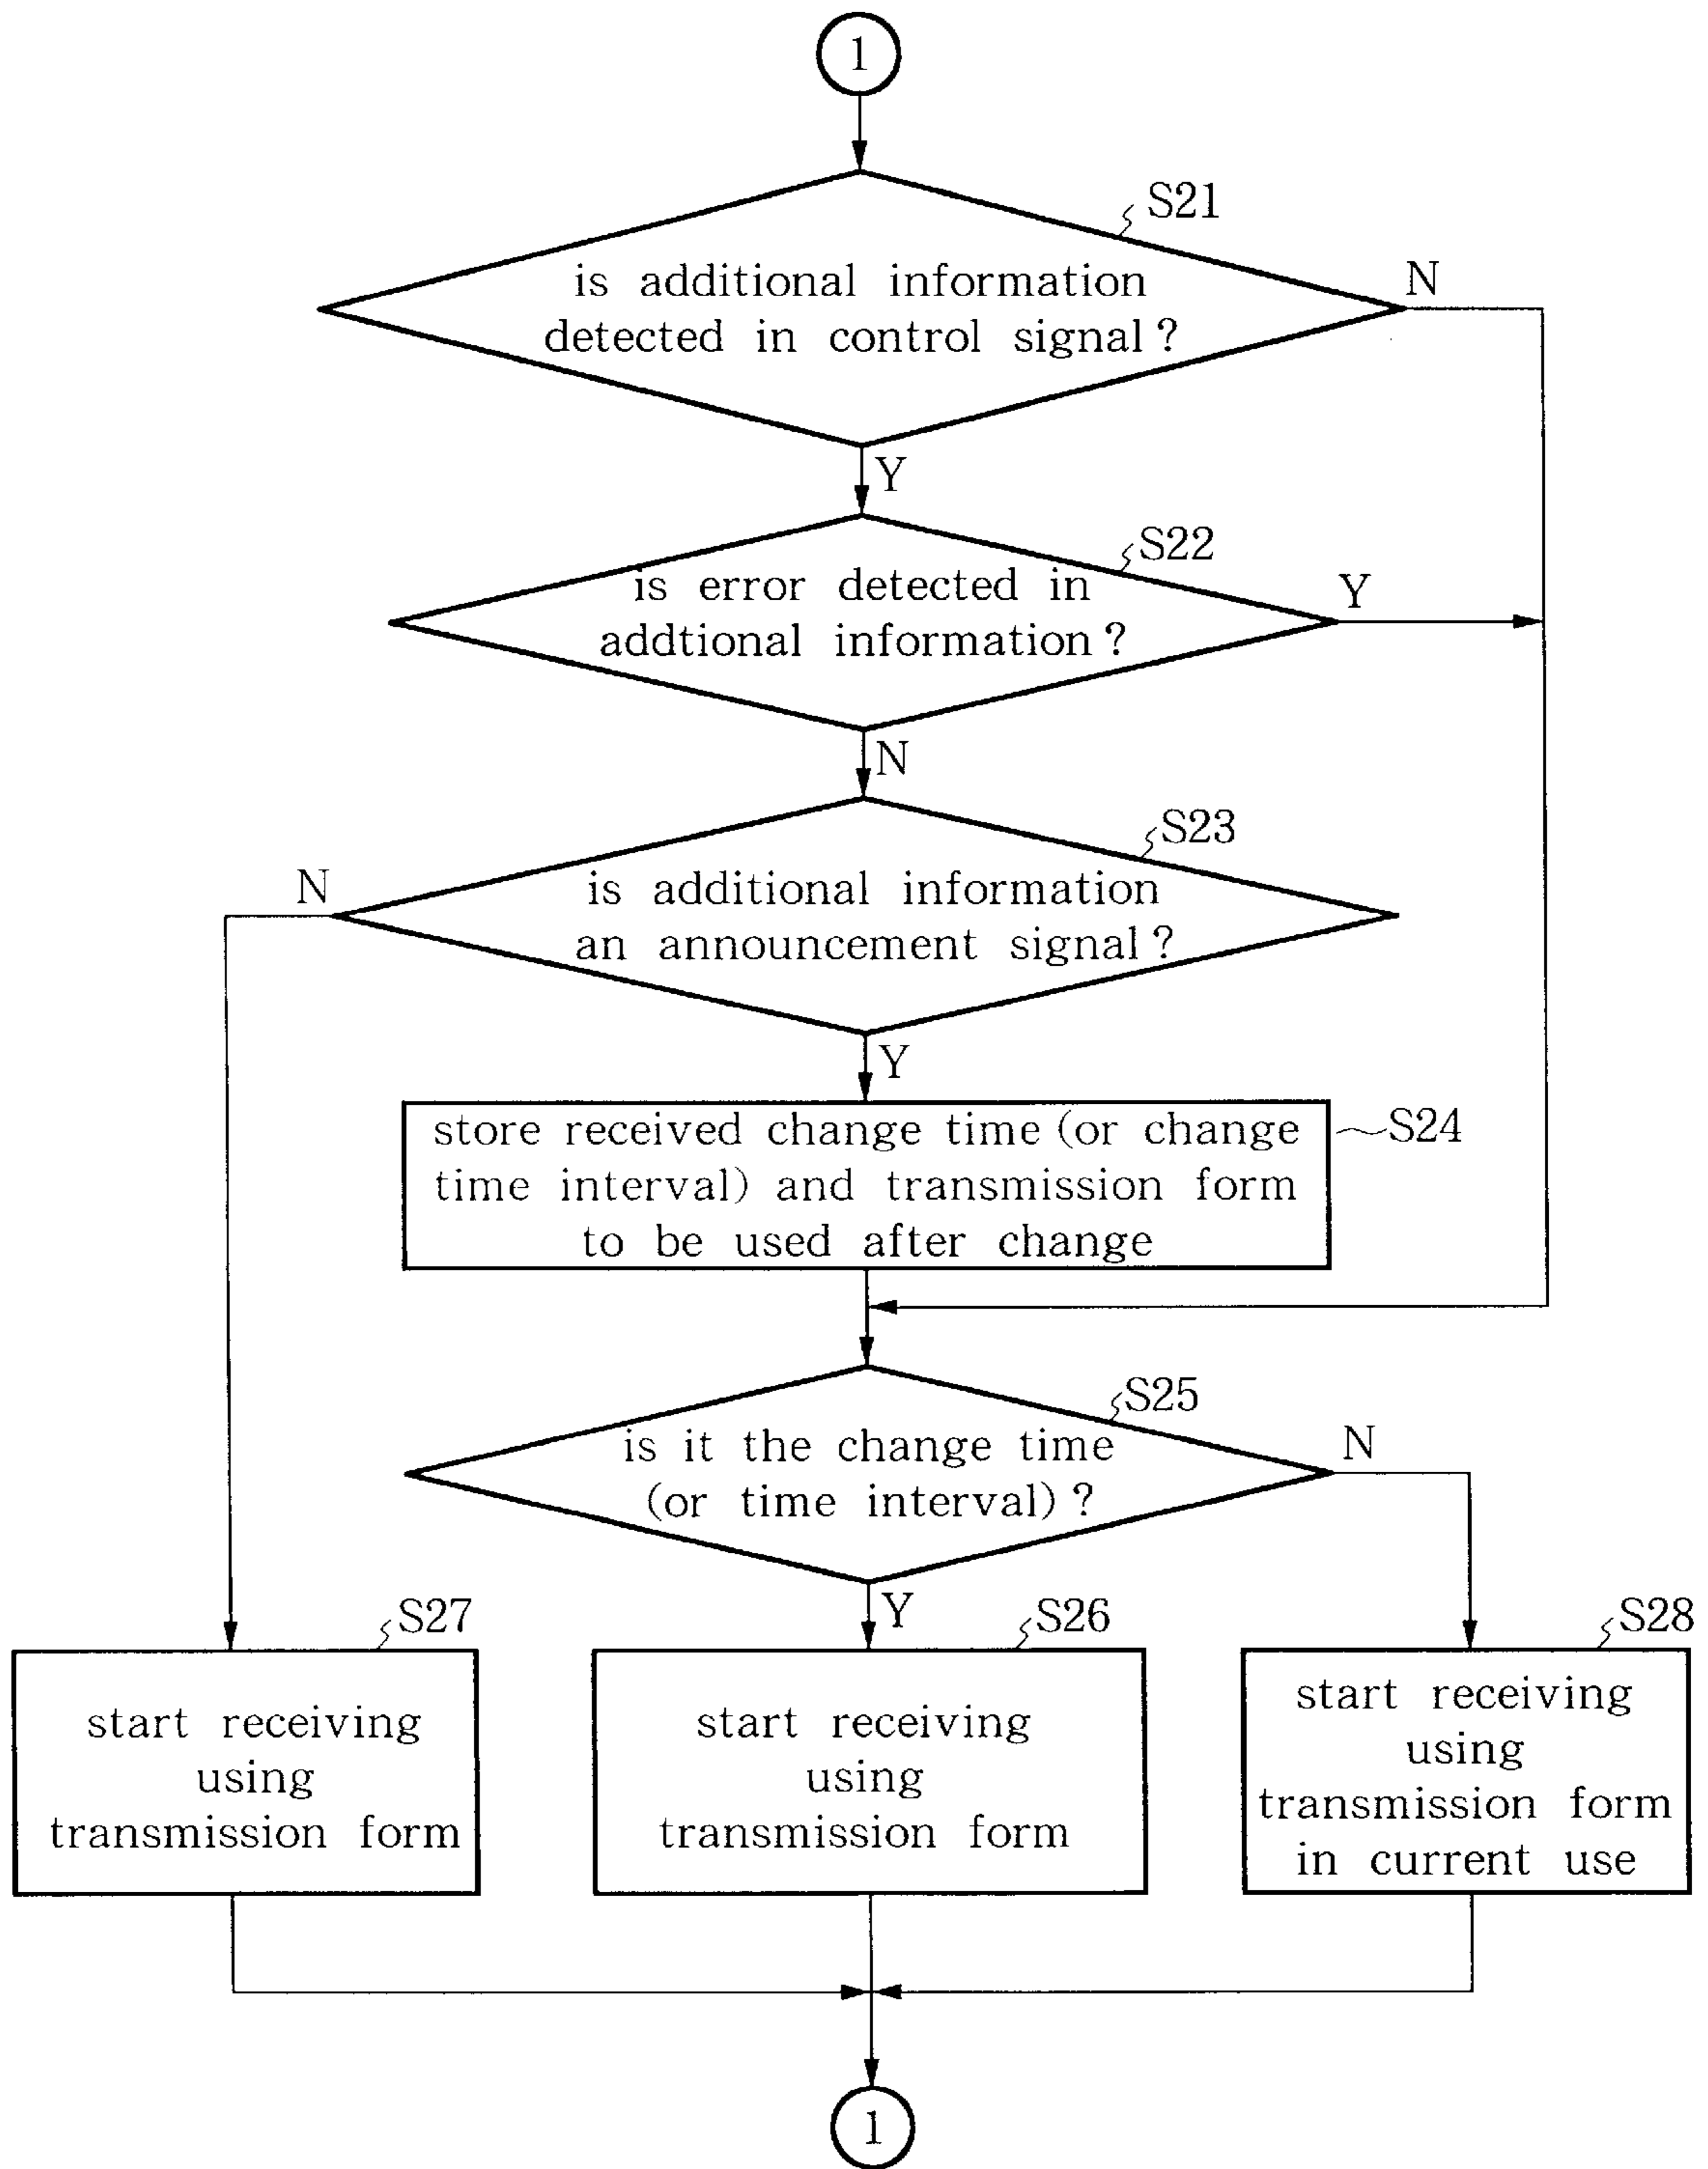 1
S21
is additional information
detected in control signal?
N
Y
S22
is error detected in
addtional information?
Y
N
S23
N
is additional information
an announcement signal?
Y
store received change time (or change
time interval) and transmission form
to be used after change
S24
S25
is it the change time
(or time interval)?
N
Y
S27
start receiving
using
transmission form
S26
start receiving
using
transmission form
S28
start receiving
using
transmission form
in current use
1